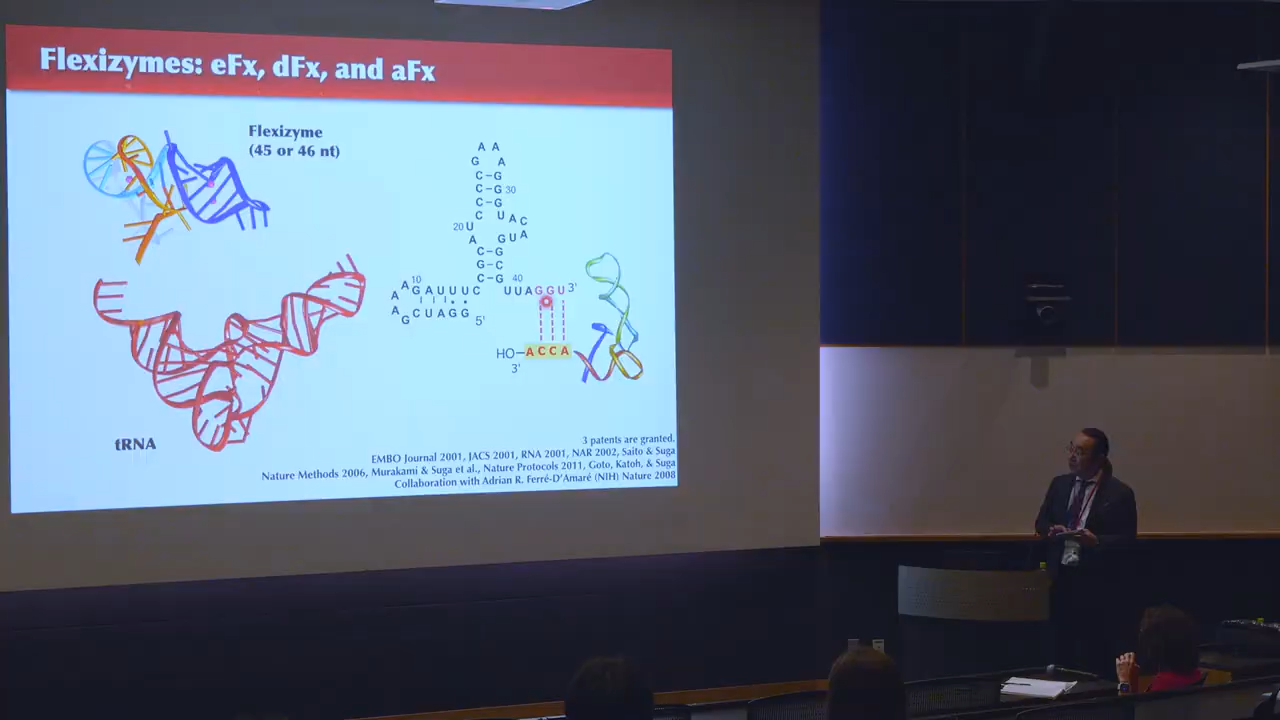 Flexizymes: eFx, dFx, and aFx
Flexizyme
(45 or 46 nt)
A A
G A
C–G
C–G 30
C–G
C U A C
20 U A
A G U A
C–G
G–C
C–G
10 40
A G A U U U C U U A G G U 3'
A
A
G C U A G G 5'
HO–A C C A
3'
tRNA
3 patents are granted.
EMBO Journal 2001, JACS 2001, RNA 2001, NAR 2002, Saito & Suga
Nature Methods 2006, Murakami & Suga et al., Nature Protocols 2011, Goto, Katoh, & Suga
Collaboration with Adrian R. Ferré-D'Amaré (NIH) Nature 2008